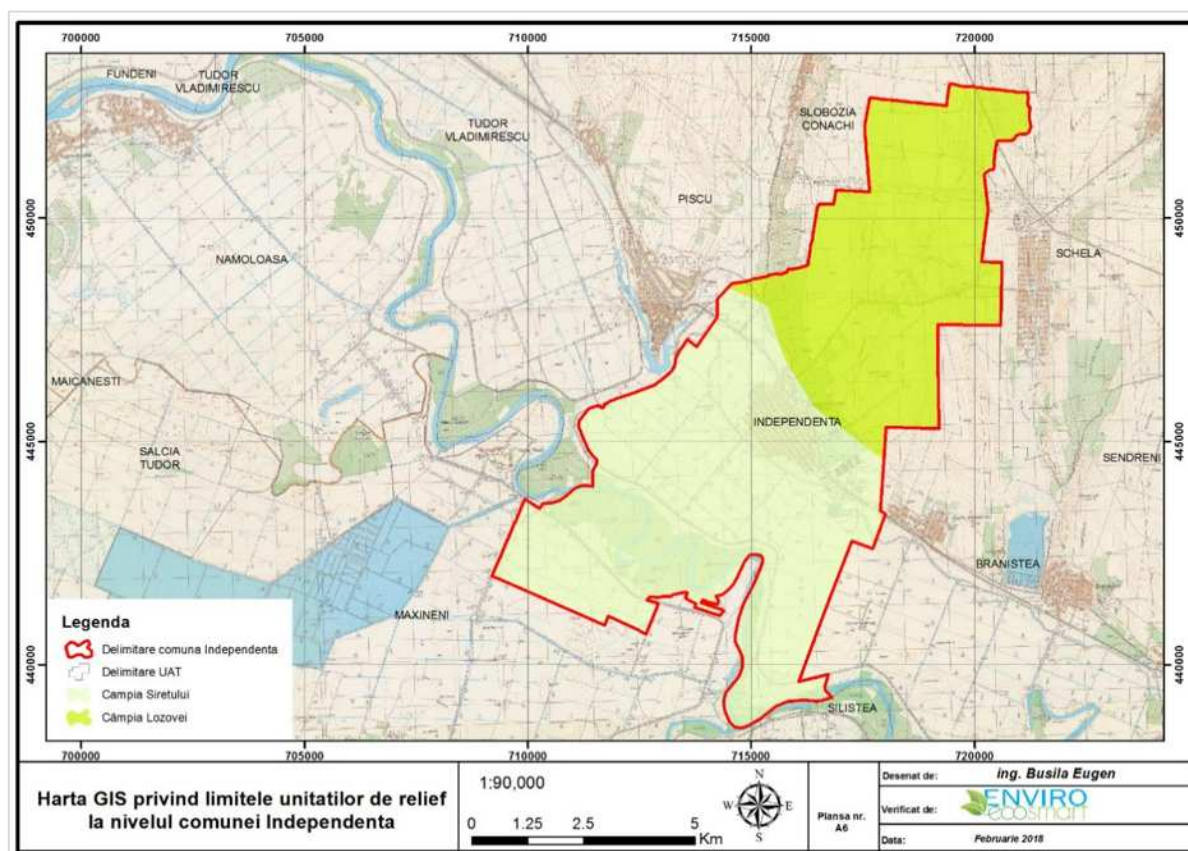 700000 705000 710000 715000 720000
FUNDENI
TUDOR
VLADIMIRESCU
TUDOR
VLADIMIRESCU
SLOBOZIA
CONACHI
PISCU
450000
450000
NAMOLOASA
SCHELA
MAICANESTI
INDEPENDENTA
445000
445000
SALCIA
TUDOR
SENDRENI
BRANISTEA
MAXINENI
440000
440000
SILISTEA
Legenda
Delimitare comuna Independenta
Delimitare UAT
Campia Siretului
Câmpia Lozovei
700000 705000 710000 715000 720000
Harta GIS privind limitele unitatilor de relief
la nivelul comunei Independenta
1:90,000
0 1.25 2.5 5
Km
N
W E
S
Plansa nr.
A6
Desenat de: ing. Busila Eugen
Verificat de: ENVIRO
ecosmart
Data: Februarie 2018